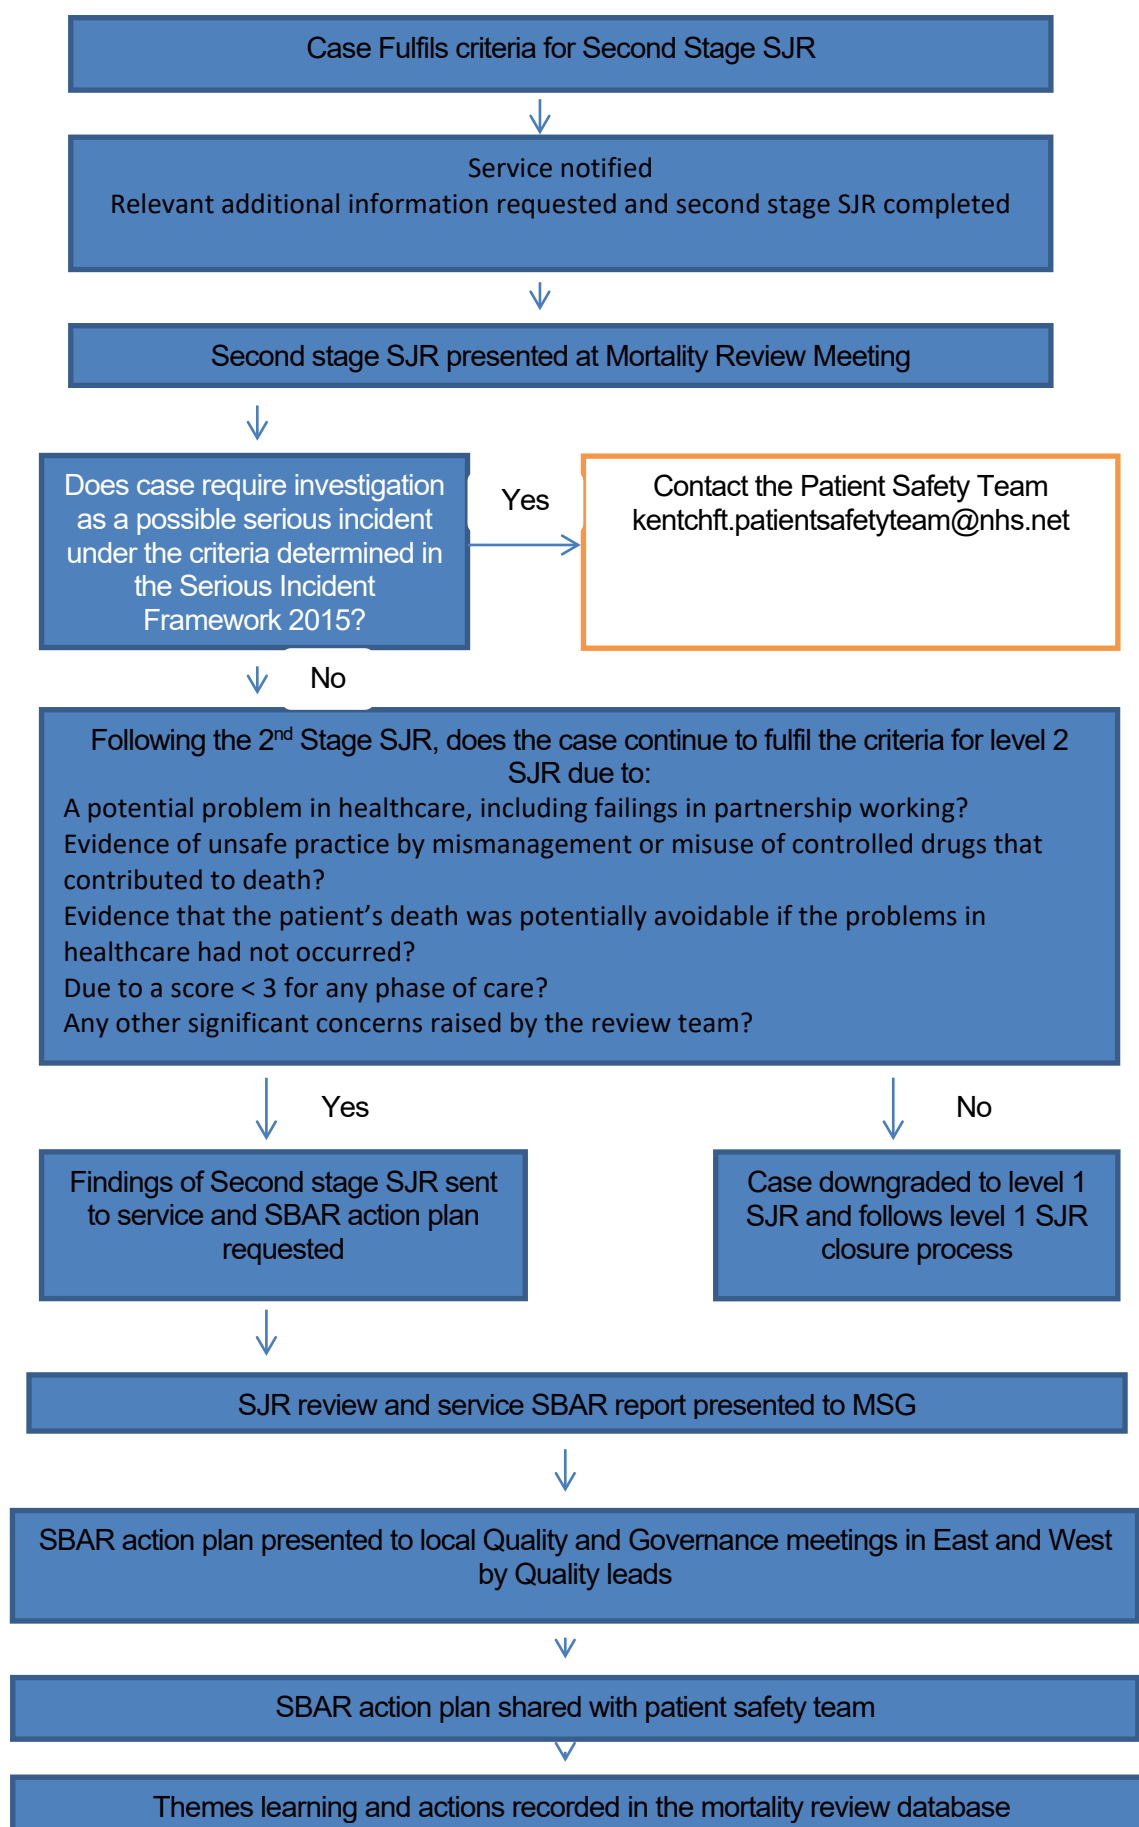 Case Fulfils criteria for Second Stage SJR
Service notified
Relevant additional information requested and second stage SJR completed
Second stage SJR presented at Mortality Review Meeting
Does case require investigation
as a possible serious incident
under the criteria determined in
the Serious Incident
Framework 2015?
Yes
Contact the Patient Safety Team
kentchft.patientsafetyteam@nhs.net
No
Following the 2nd Stage SJR, does the case continue to fulfil the criteria for level 2
SJR due to:
A potential problem in healthcare, including failings in partnership working?
Evidence of unsafe practice by mismanagement or misuse of controlled drugs that
contributed to death?
Evidence that the patient’s death was potentially avoidable if the problems in
healthcare had not occurred?
Due to a score < 3 for any phase of care?
Any other significant concerns raised by the review team?
Yes
No
Findings of Second stage SJR sent
to service and SBAR action plan
requested
Case downgraded to level 1
SJR and follows level 1 SJR
closure process
SJR review and service SBAR report presented to MSG
SBAR action plan presented to local Quality and Governance meetings in East and West
by Quality leads
SBAR action plan shared with patient safety team
Themes learning and actions recorded in the mortality review database